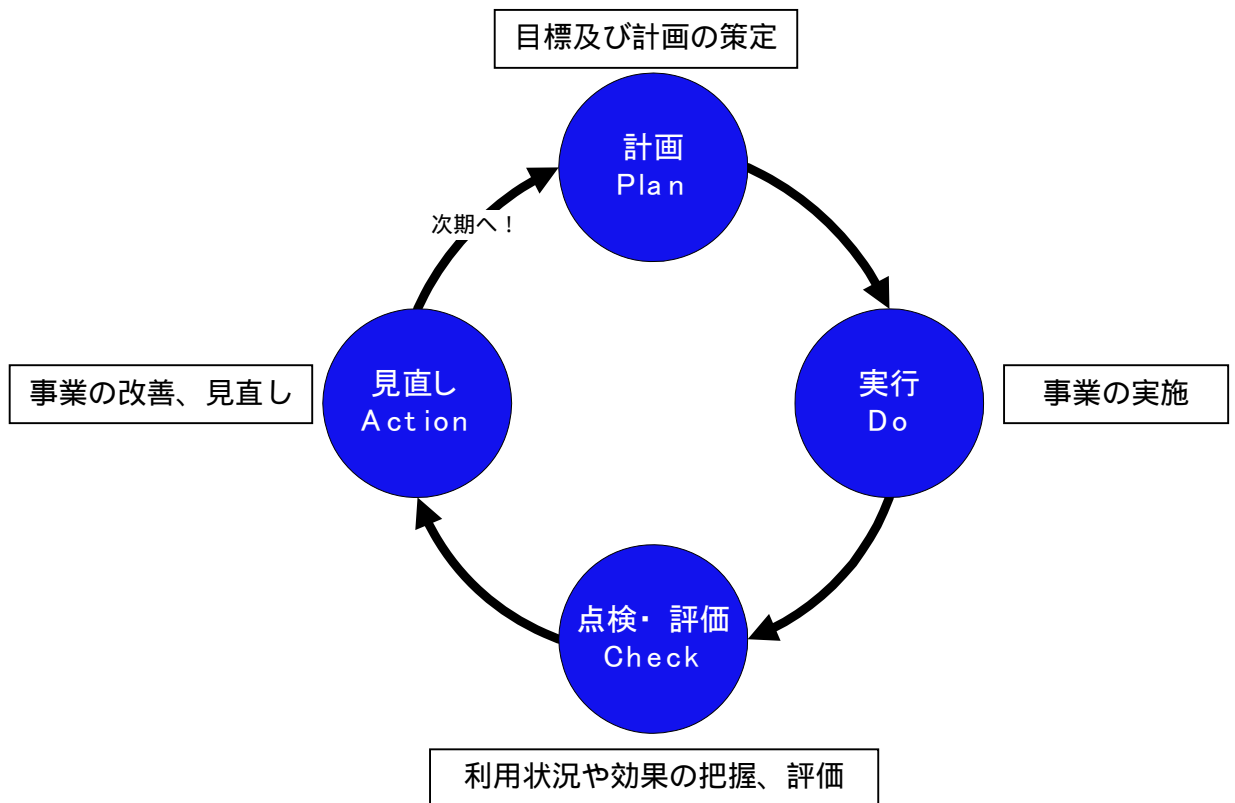 目標及び計画の策定
計画
Plan
次期へ！
事業の改善、見直し
見直し
Action
実行
Do
事業の実施
点検・評価
Check
利用状況や効果の把握、評価